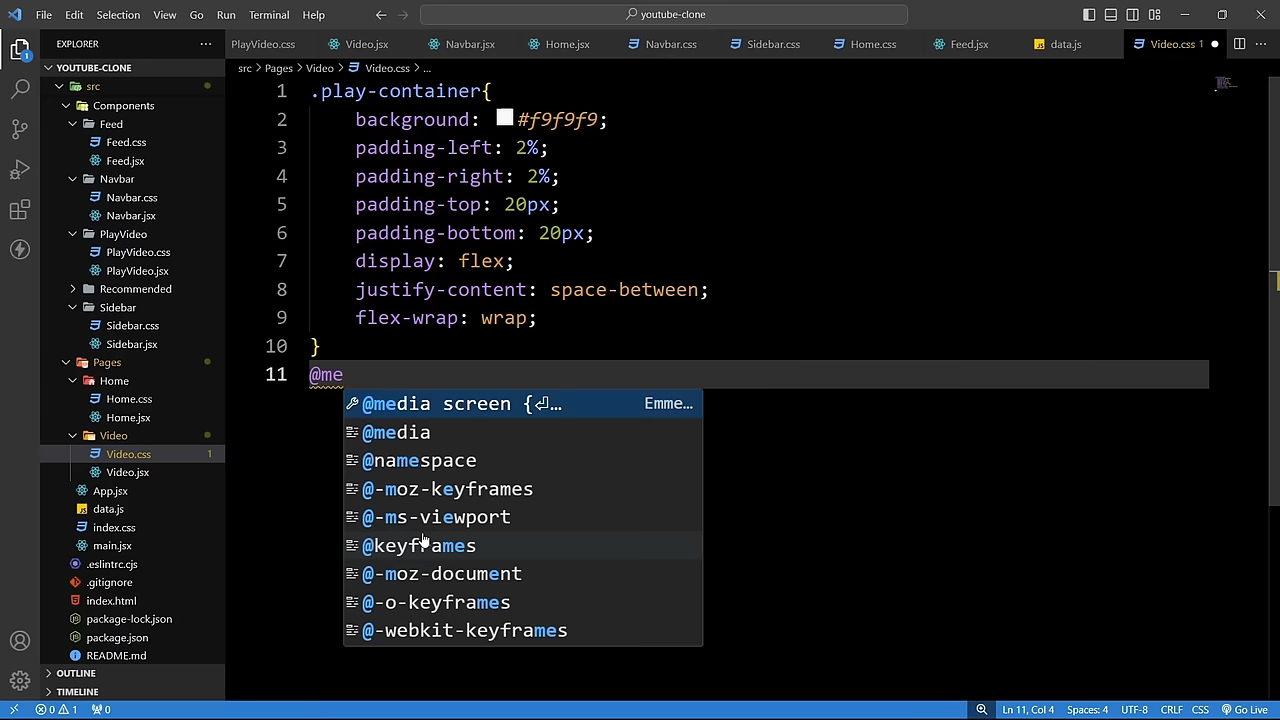 File Edit Selection View Go Run Terminal Help youtube-clone
EXPLORER
PlayVideo.css Video.jsx Navbar.jsx Home.jsx Navbar.css Sidebar.css Home.css Feed.jsx data.js Video.css 1
YOUTUBE-CLONE
src > Pages > Video > Video.css > ...
src
Components
Feed
Feed.css
Feed.jsx
Navbar
Navbar.css
Navbar.jsx
PlayVideo
PlayVideo.css
PlayVideo.jsx
Recommended
Sidebar
Sidebar.css
Sidebar.jsx
Pages
Home
Home.css
Home.jsx
Video
Video.css 1
Video.jsx
App.jsx
data.js
index.css
main.jsx
.eslintrc.cjs
.gitignore
index.html
package-lock.json
package.json
README.md
OUTLINE
TIMELINE
1 .play-container{
2 background: #f9f9f9;
3 padding-left: 2%;
4 padding-right: 2%;
5 padding-top: 20px;
6 padding-bottom: 20px;
7 display: flex;
8 justify-content: space-between;
9 flex-wrap: wrap;
10 }
11 @me
@media screen {⏎… Emme…
@media
@namespace
@-moz-keyframes
@-ms-viewport
@keyframes
@-moz-document
@-o-keyframes
@-webkit-keyframes
1
0 1 0 Ln 11, Col 4 Spaces: 4 UTF-8 CRLF CSS Go Live